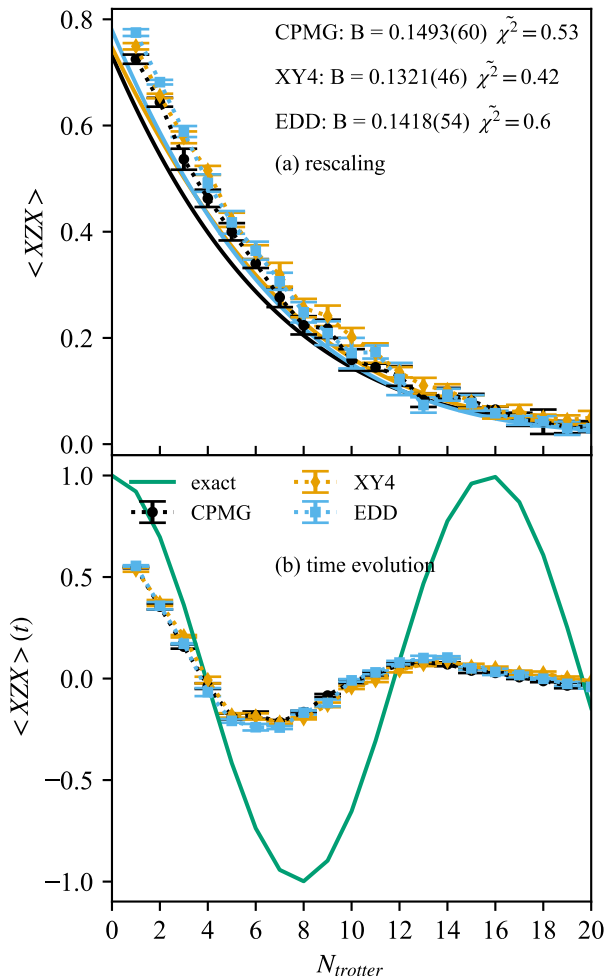 CPMG: B = 0.1493(60) χ̃² = 0.53
XY4: B = 0.1321(46) χ̃² = 0.42
EDD: B = 0.1418(54) χ̃² = 0.6
(a) rescaling
< XZX >
0.8
0.6
0.4
0.2
0.0
exact
CPMG
XY4
EDD
(b) time evolution
< XZX > (t)
1.0
0.5
0.0
−0.5
−1.0
0 2 4 6 8 10 12 14 16 18 20
N_trotter